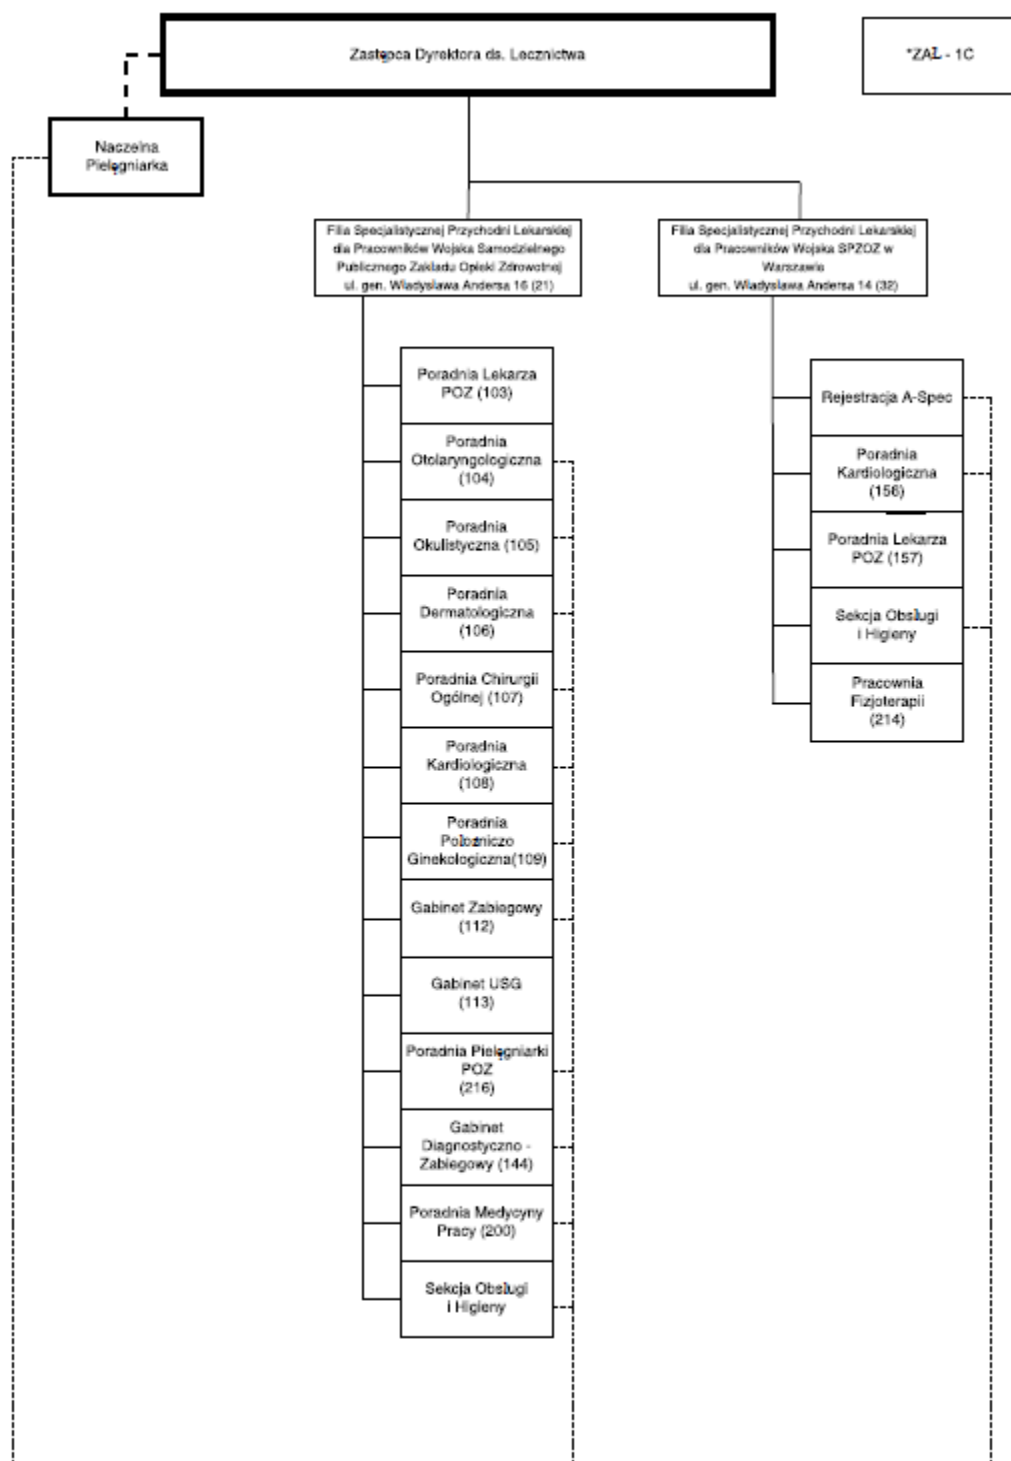 Zastępca Dyrektora ds. Lecznictwa
*ZAŁ - 1C
Naczelna
Pielęgniarka
Filia Specjalistycznej Przychodni Lekarskiej
dla Pracowników Wojska Samodzielnego
Publicznego Zakładu Opieki Zdrowotnej
ul. gen. Władysława Andersa 16 (21)
Filia Specjalistycznej Przychodni Lekarskiej
dla Pracowników Wojska SPZOZ w
Warszawie
ul. gen. Władysława Andersa 14 (32)
Poradnia Lekarza
POZ (103)
Poradnia
Otolaryngologiczna
(104)
Poradnia
Okulistyczna (105)
Poradnia
Dermatologiczna
(106)
Poradnia Chirurgii
Ogólnej (107)
Poradnia
Kardiologiczna
(108)
Poradnia
Położniczo
Ginekologiczna(109)
Gabinet Zabiegowy
(112)
Gabinet USG
(113)
Poradnia Pielęgniarki
POZ
(216)
Gabinet
Diagnostyczno -
Zabiegowy (144)
Poradnia Medycyny
Pracy (200)
Sekcja Obsługi
i Higieny
Rejestracja A-Spec
Poradnia
Kardiologiczna
(156)
Poradnia Lekarza
POZ (157)
Sekcja Obsługi
i Higieny
Pracownia
Fizjoterapii
(214)